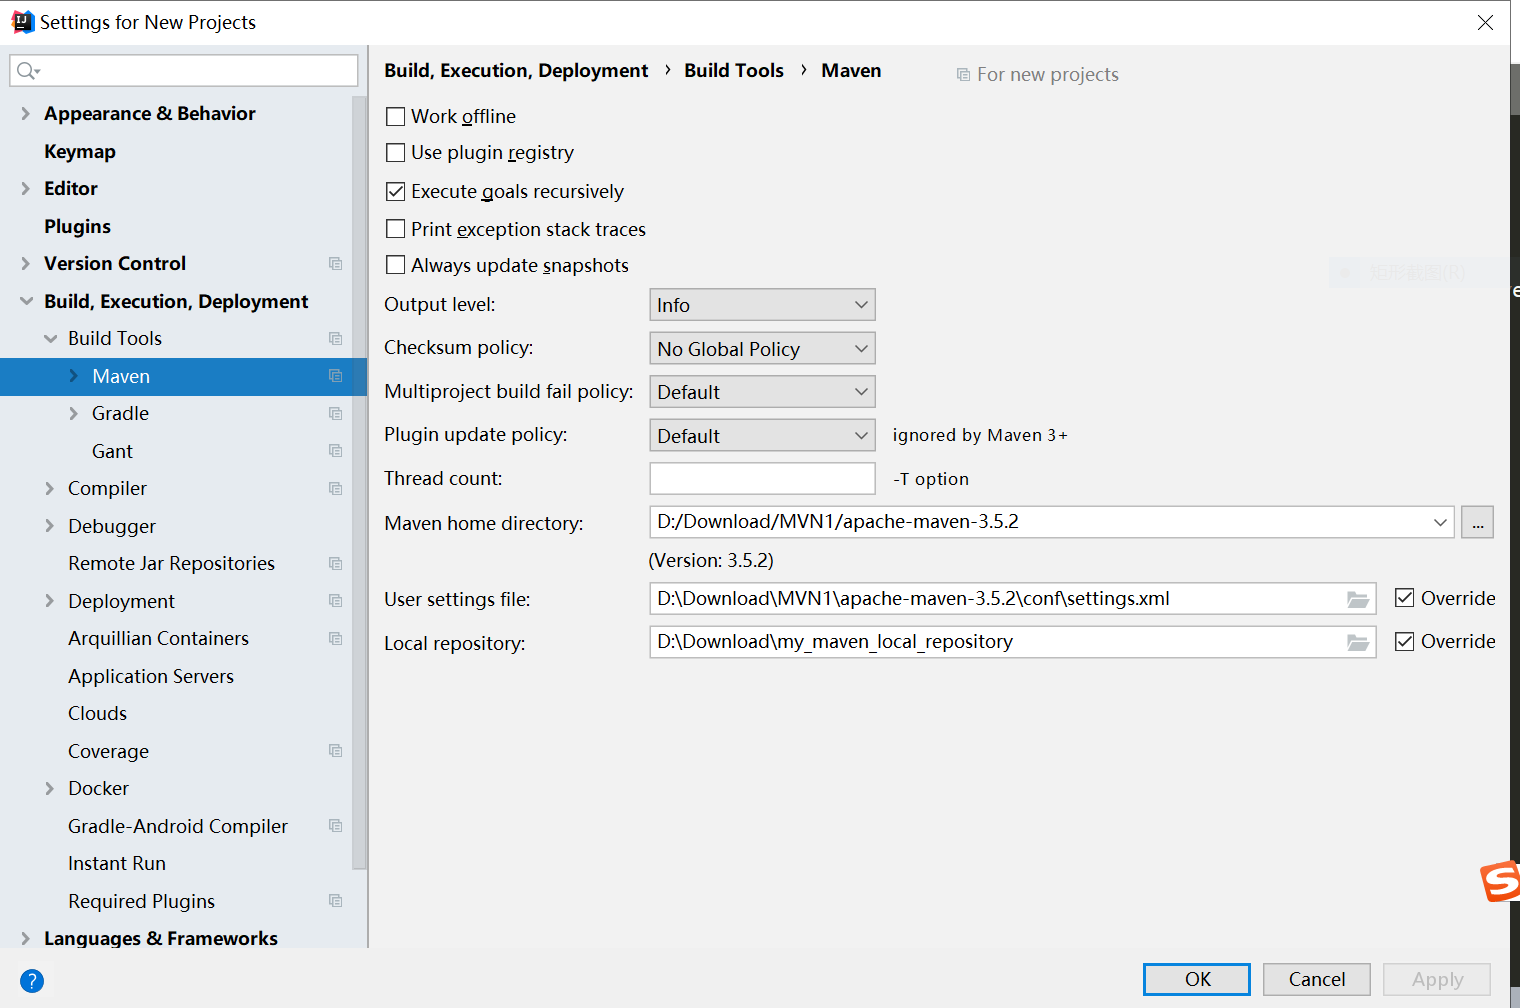 Settings for New Projects
Appearance & Behavior
Keymap
Editor
Plugins
Version Control
Build, Execution, Deployment
Build Tools
Maven
Gradle
Gant
Compiler
Debugger
Remote Jar Repositories
Deployment
Arquillian Containers
Application Servers
Clouds
Coverage
Docker
Gradle-Android Compiler
Instant Run
Required Plugins
Languages & Frameworks
Build, Execution, Deployment › Build Tools › Maven
For new projects
Work offline
Use plugin registry
Execute goals recursively
Print exception stack traces
Always update snapshots
Output level: Info
Checksum policy: No Global Policy
Multiproject build fail policy: Default
Plugin update policy: Default ignored by Maven 3+
Thread count: -T option
Maven home directory: D:/Download/MVN1/apache-maven-3.5.2 ...
(Version: 3.5.2)
User settings file: D:\Download\MVN1\apache-maven-3.5.2\conf\settings.xml Override
Local repository: D:\Download\my_maven_local_repository Override
矩形截图(R)
? OK Cancel Apply